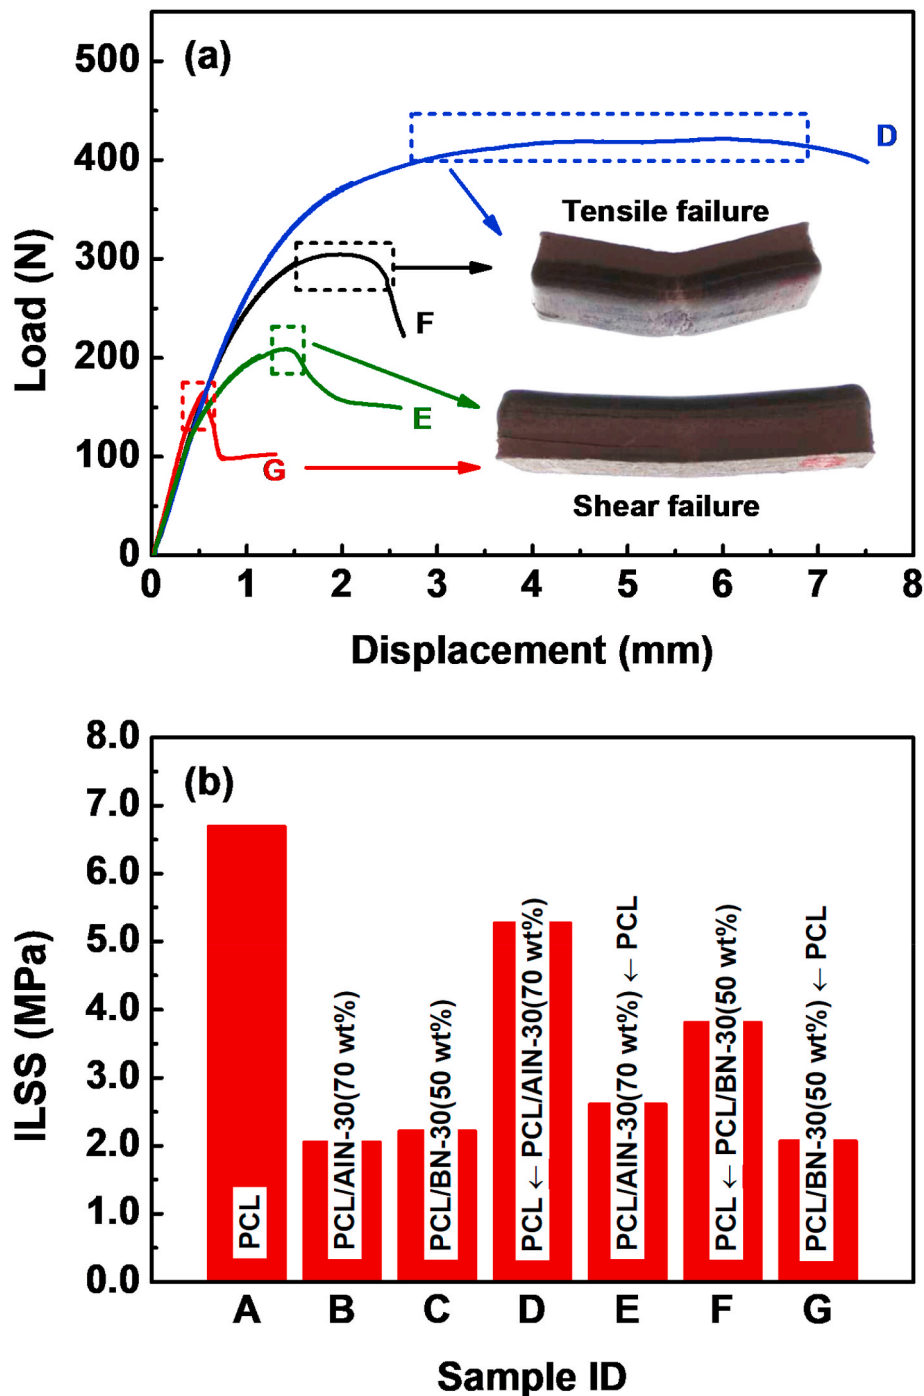 (a)
500
400
300
200
100
0
Load (N)
D
Tensile failure
F
E
G
Shear failure
0 1 2 3 4 5 6 7 8
Displacement (mm)
(b)
8.0
7.0
6.0
5.0
4.0
3.0
2.0
1.0
0.0
ILSS (MPa)
PCL
PCL/AlN-30(70 wt%)
PCL/BN-30(50 wt%)
PCL ← PCL/AlN-30(70 wt%)
PCL/AlN-30(70 wt%) ← PCL
PCL ← PCL/BN-30(50 wt%)
PCL/BN-30(50 wt%) ← PCL
A B C D E F G
Sample ID